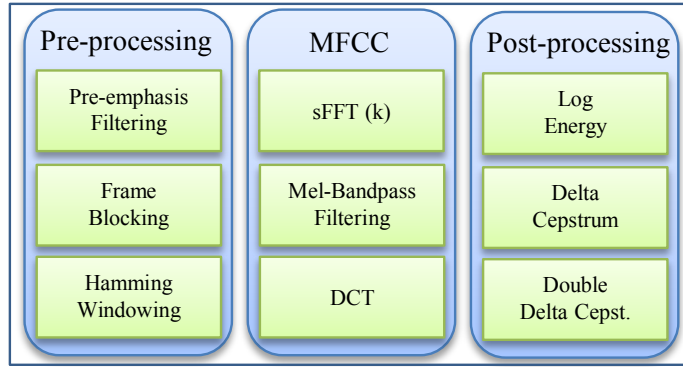 Pre-processing
Pre-emphasis
Filtering
Frame
Blocking
Hamming
Windowing
MFCC
sFFT (k)
Mel-Bandpass
Filtering
DCT
Post-processing
Log
Energy
Delta
Cepstrum
Double
Delta Cepst.